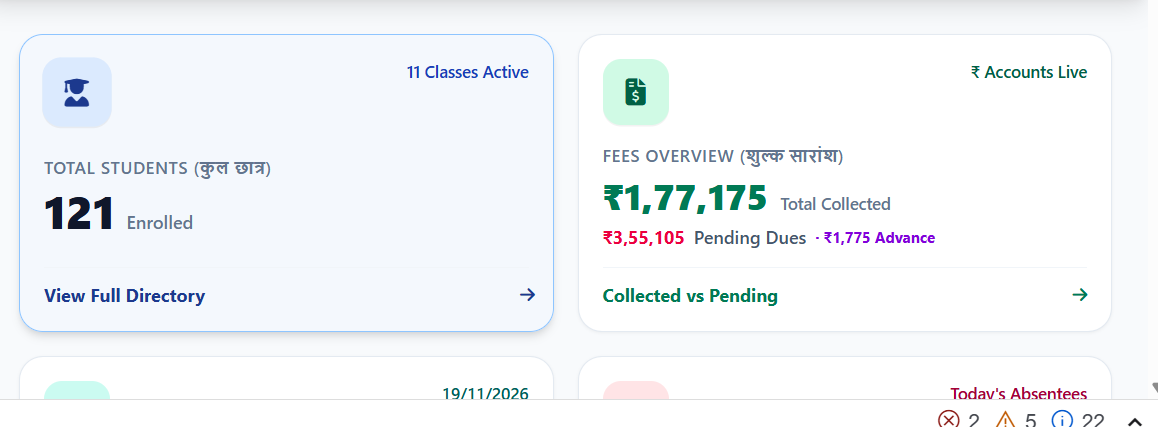 11 Classes Active
TOTAL STUDENTS (कुल छात्र)
121 Enrolled
View Full Directory
₹ Accounts Live
FEES OVERVIEW (शुल्क सारांश)
₹1,77,175 Total Collected
₹3,55,105 Pending Dues · ₹1,775 Advance
Collected vs Pending
19/11/2026
Today's Absentees
2 5 22